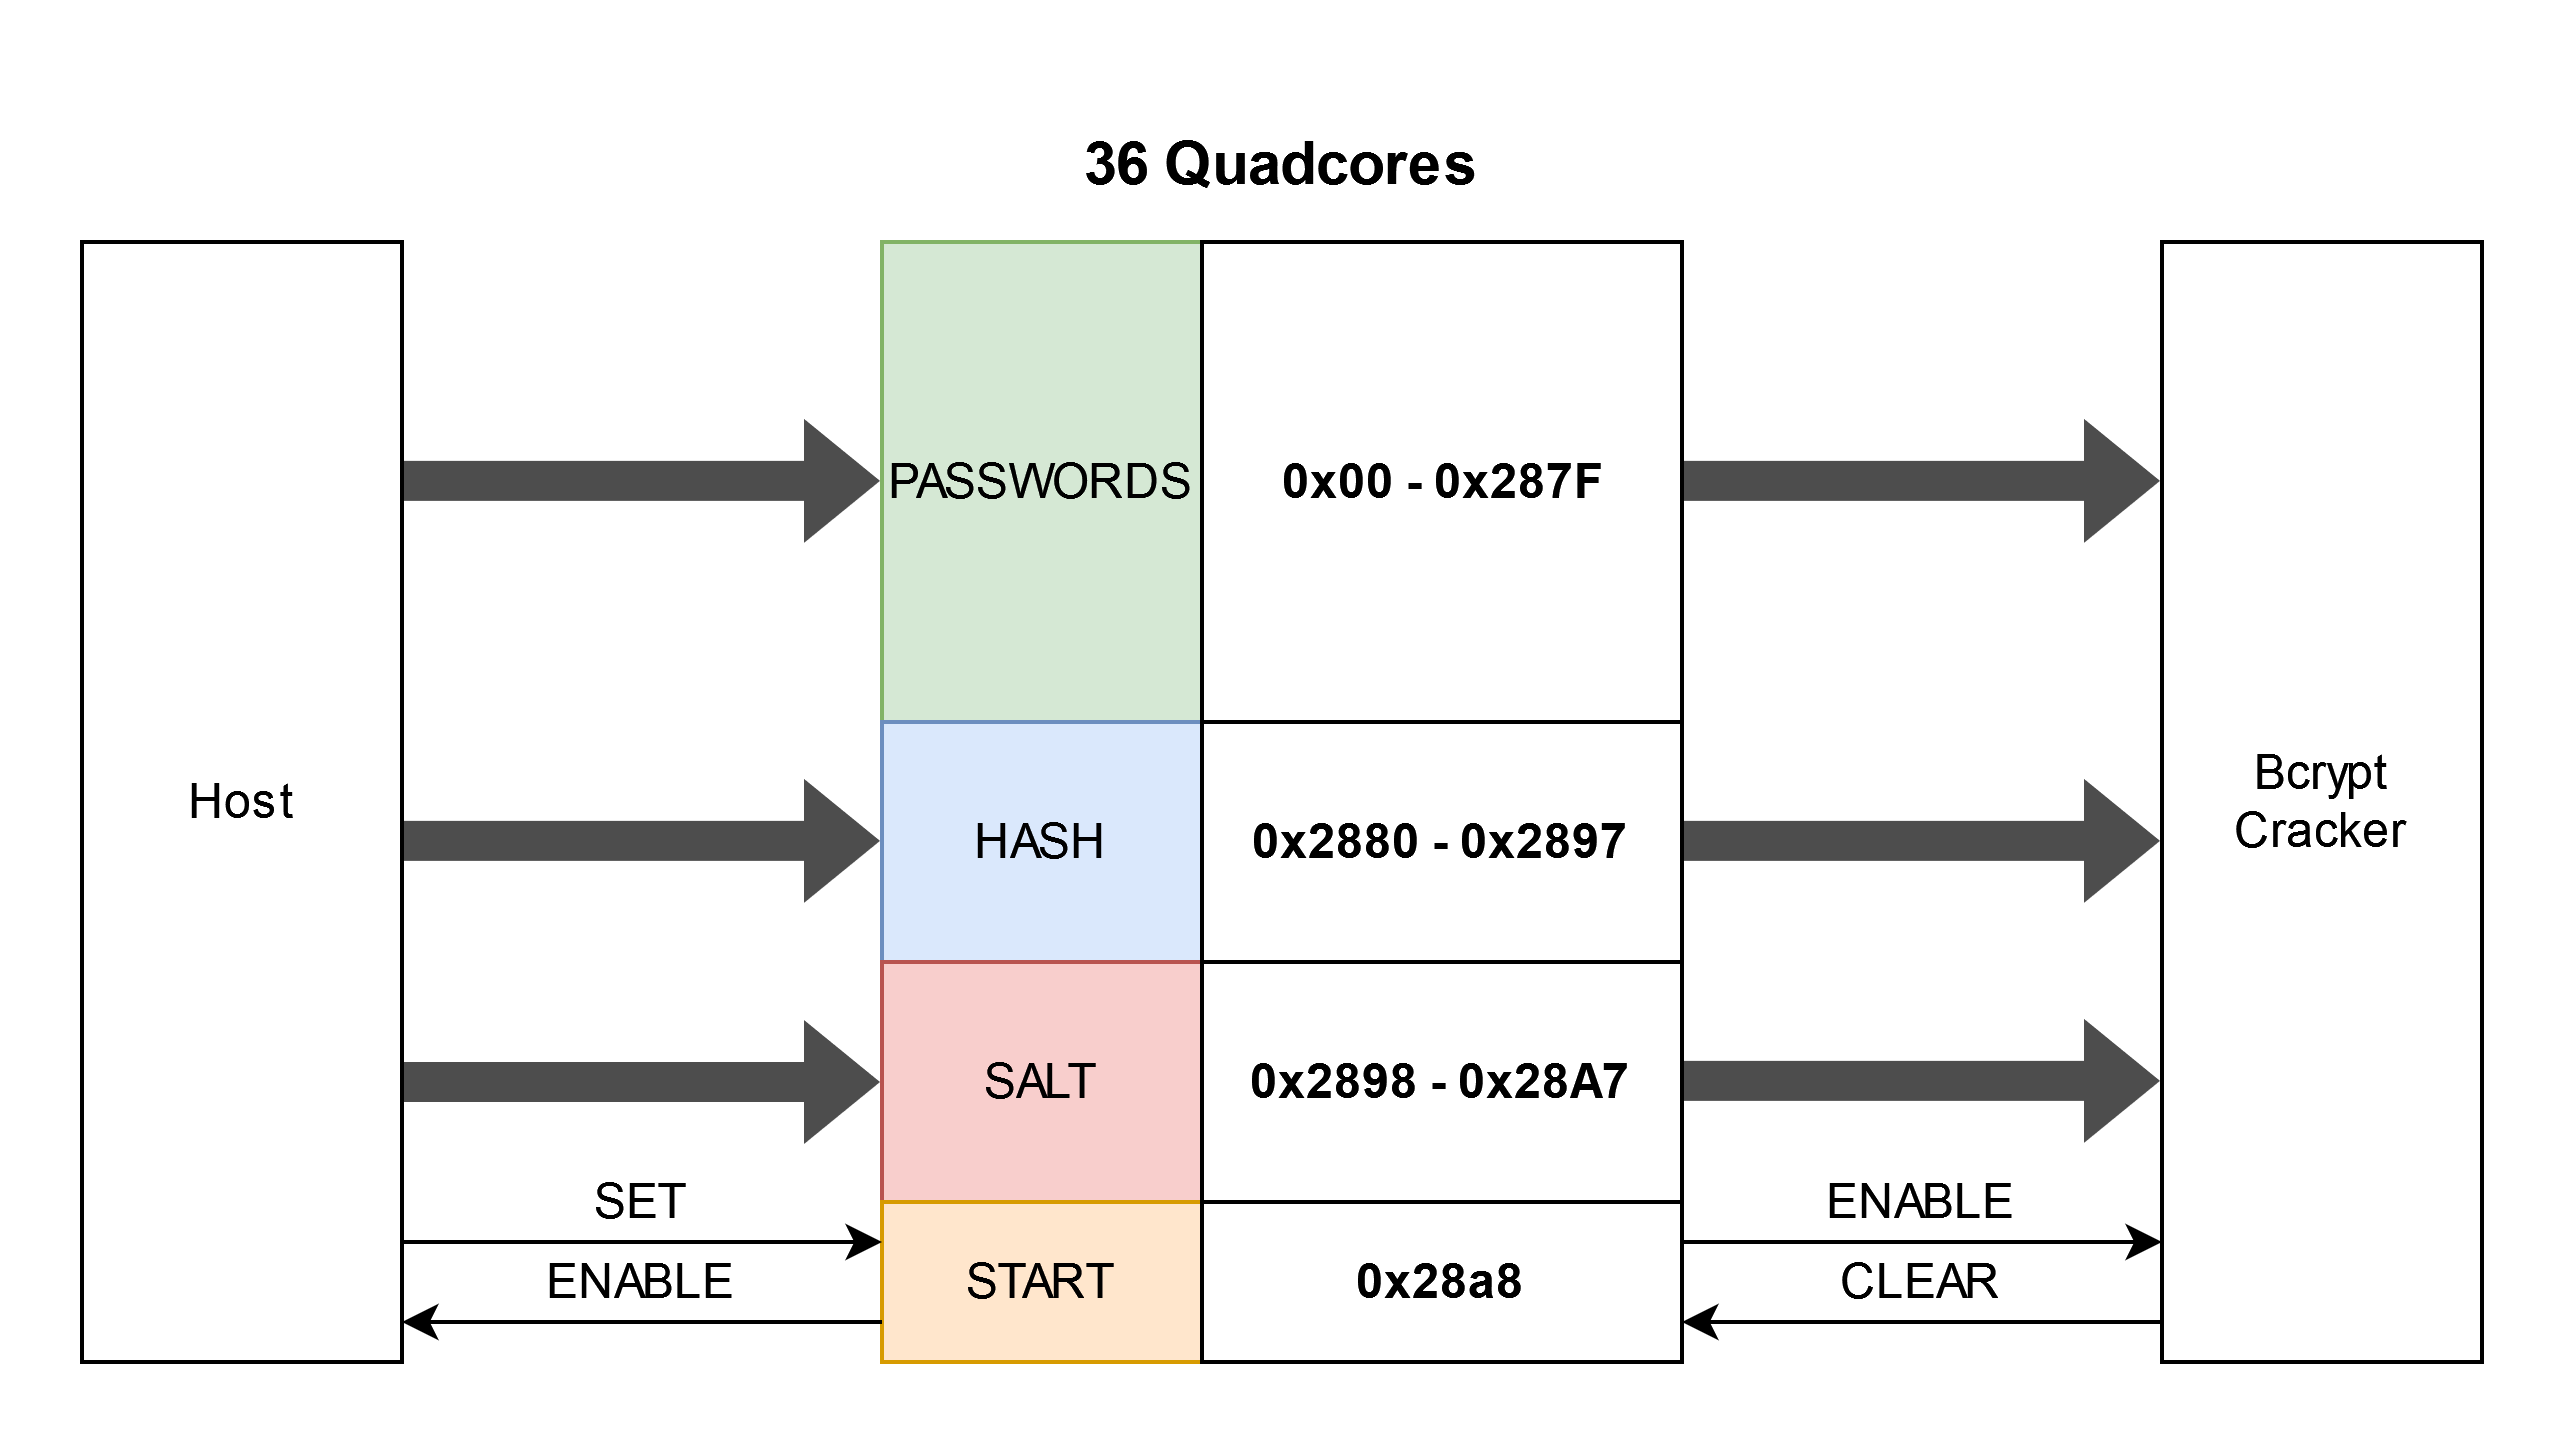 36 Quadcores
Host
PASSWORDS
0x00 - 0x287F
HASH
0x2880 - 0x2897
SALT
0x2898 - 0x28A7
SET
ENABLE
START
0x28a8
ENABLE
CLEAR
Bcrypt
Cracker